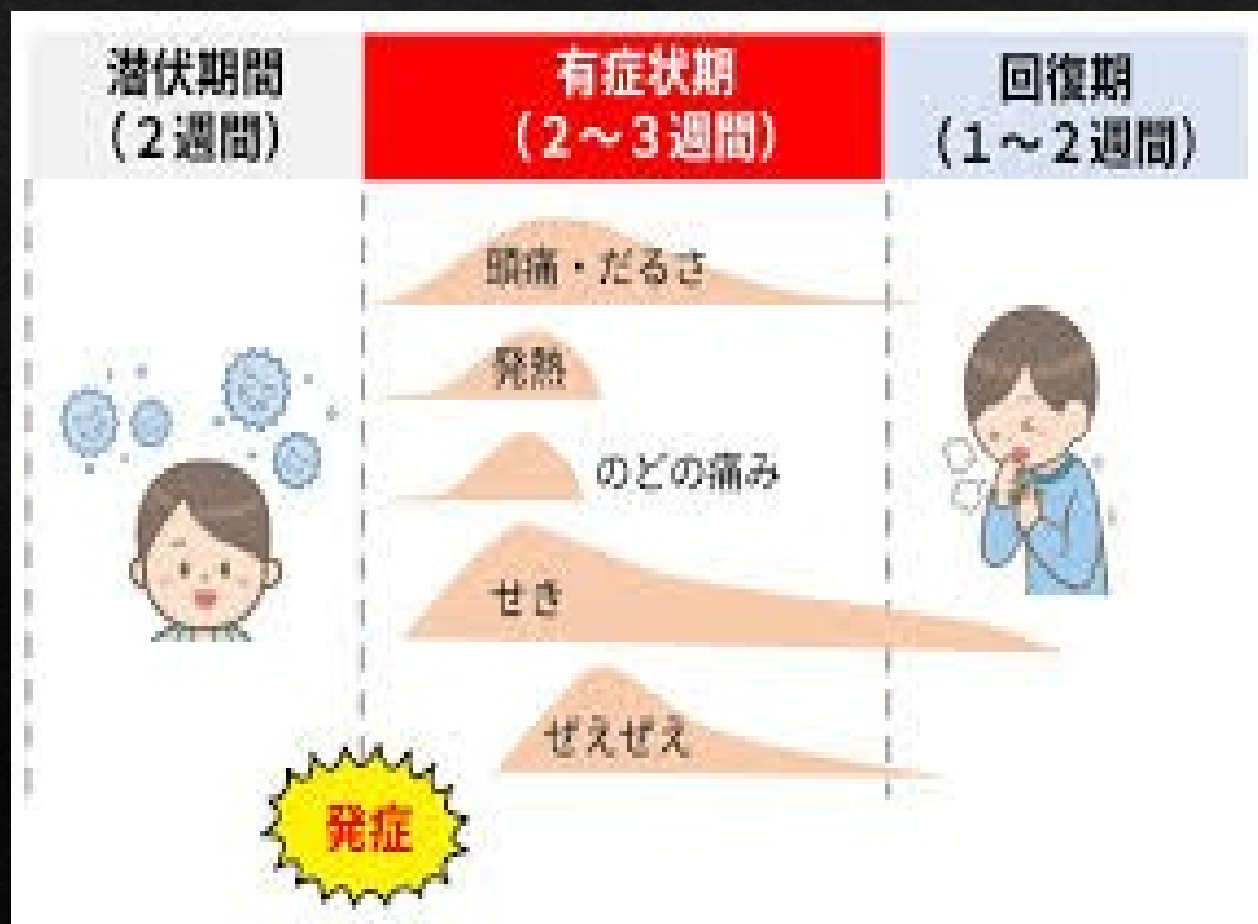 潜伏期間
（２週間）
有症状期
（２～３週間）
回復期
（１～２週間）
頭痛・だるさ
発熱
のどの痛み
せき
ぜえぜえ
発症